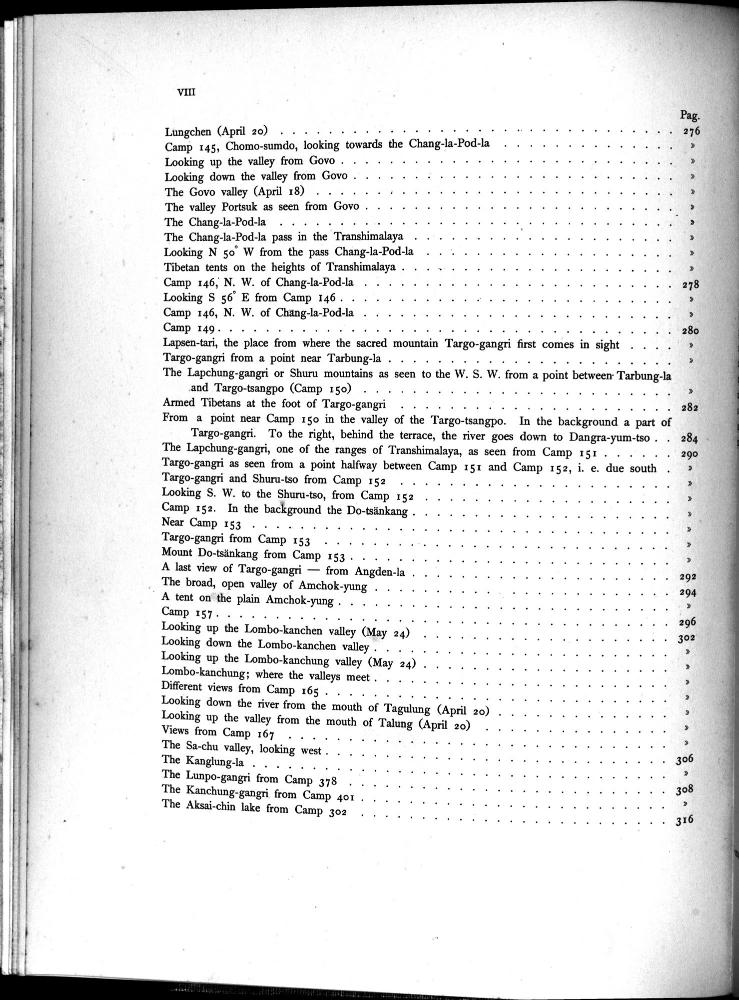 VIII
Pag.
Lungchen (April 20) . . . 276
Camp 145, Chomo-sumdo, looking towards the Chang-la-Pod-la . . . »
Looking up the valley from Govo . . . »
Looking down the valley from Govo . . . »
The Govo valley (April 18) . . . »
The valley Portsuk as seen from Govo . . . »
The Chang-la-Pod-la . . . »
The Chang-la-Pod-la pass in the Transhimalaya . . . »
Looking N 50° W from the pass Chang-la-Pod-la . . . »
Tibetan tents on the heights of Transhimalaya . . . »
Camp 146, N. W. of Chang-la-Pod-la . . . 278
Looking S 56° E from Camp 146 . . . »
Camp 146, N. W. of Chang-la-Pod-la . . . »
Camp 149 . . . 280
Lapsen-tari, the place from where the sacred mountain Targo-gangri first comes in sight . . . »
Targo-gangri from a point near Tarbung-la . . . »
The Lapchung-gangri or Shuru mountains as seen to the W. S. W. from a point between Tarbung-la
and Targo-tsangpo (Camp 150) . . . »
Armed Tibetans at the foot of Targo-gangri . . . 282
From a point near Camp 150 in the valley of the Targo-tsangpo. In the background a part of
Targo-gangri. To the right, behind the terrace, the river goes down to Dangra-yum-tso . . 284
The Lapchung-gangri, one of the ranges of Transhimalaya, as seen from Camp 151 . . . 290
Targo-gangri as seen from a point halfway between Camp 151 and Camp 152, i. e. due south . »
Targo-gangri and Shuru-tso from Camp 152 . . . »
Looking S. W. to the Shuru-tso, from Camp 152 . . . »
Camp 152. In the background the Do-tsänkang . . . »
Near Camp 153 . . . »
Targo-gangri from Camp 153 . . . »
Mount Do-tsänkang from Camp 153 . . . »
A last view of Targo-gangri — from Angden-la . . . 292
The broad, open valley of Amchok-yung . . . 294
A tent on the plain Amchok-yung . . . »
Camp 157 . . . 296
Looking up the Lombo-kanchen valley (May 24) . . . 302
Looking down the Lombo-kanchen valley . . . »
Looking up the Lombo-kanchung valley (May 24) . . . »
Lombo-kanchung; where the valleys meet . . . »
Different views from Camp 165 . . . »
Looking down the river from the mouth of Tagulung (April 20) . . . »
Looking up the valley from the mouth of Talung (April 20) . . . »
Views from Camp 167 . . . »
The Sa-chu valley, looking west . . . 306
The Kanglung-la . . . »
The Lunpo-gangri from Camp 378 . . . 308
The Kanchung-gangri from Camp 401 . . . »
The Aksai-chin lake from Camp 302 . . . 316